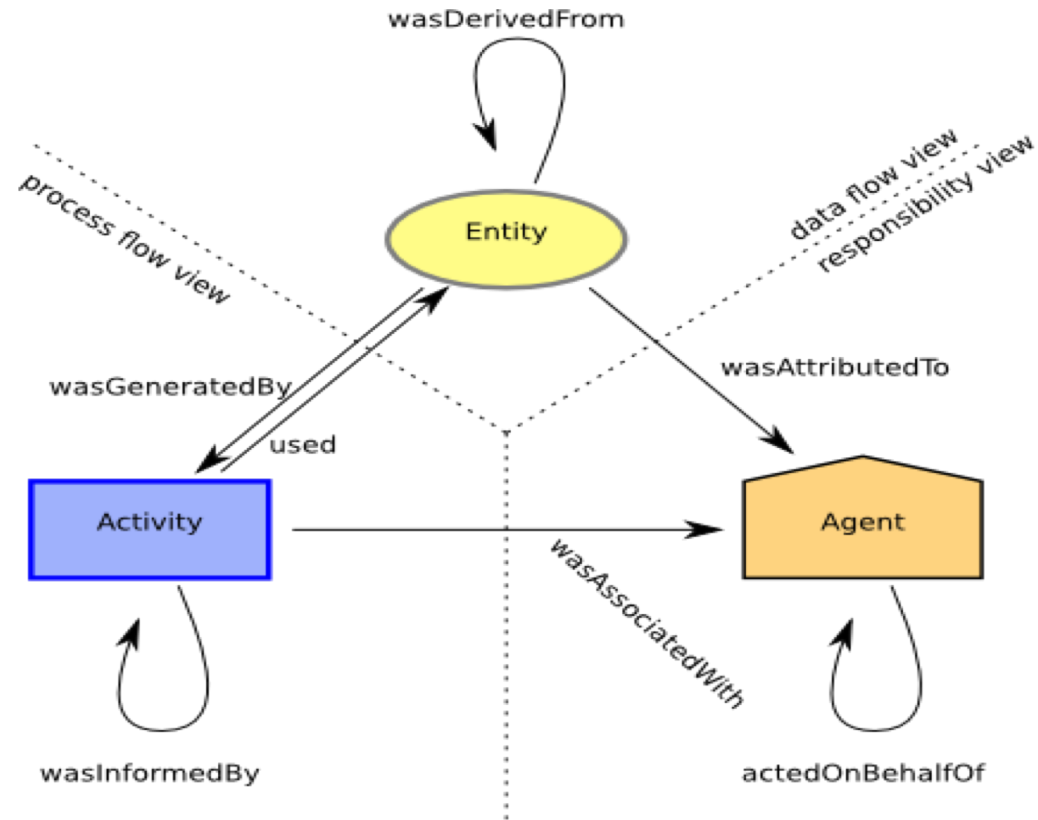 wasDerivedFrom
data flow view
process flow view
responsibility view
Entity
wasAttributedTo
wasGeneratedBy
used
Activity
Agent
wasAssociatedWith
wasInformedBy
actedOnBehalfOf